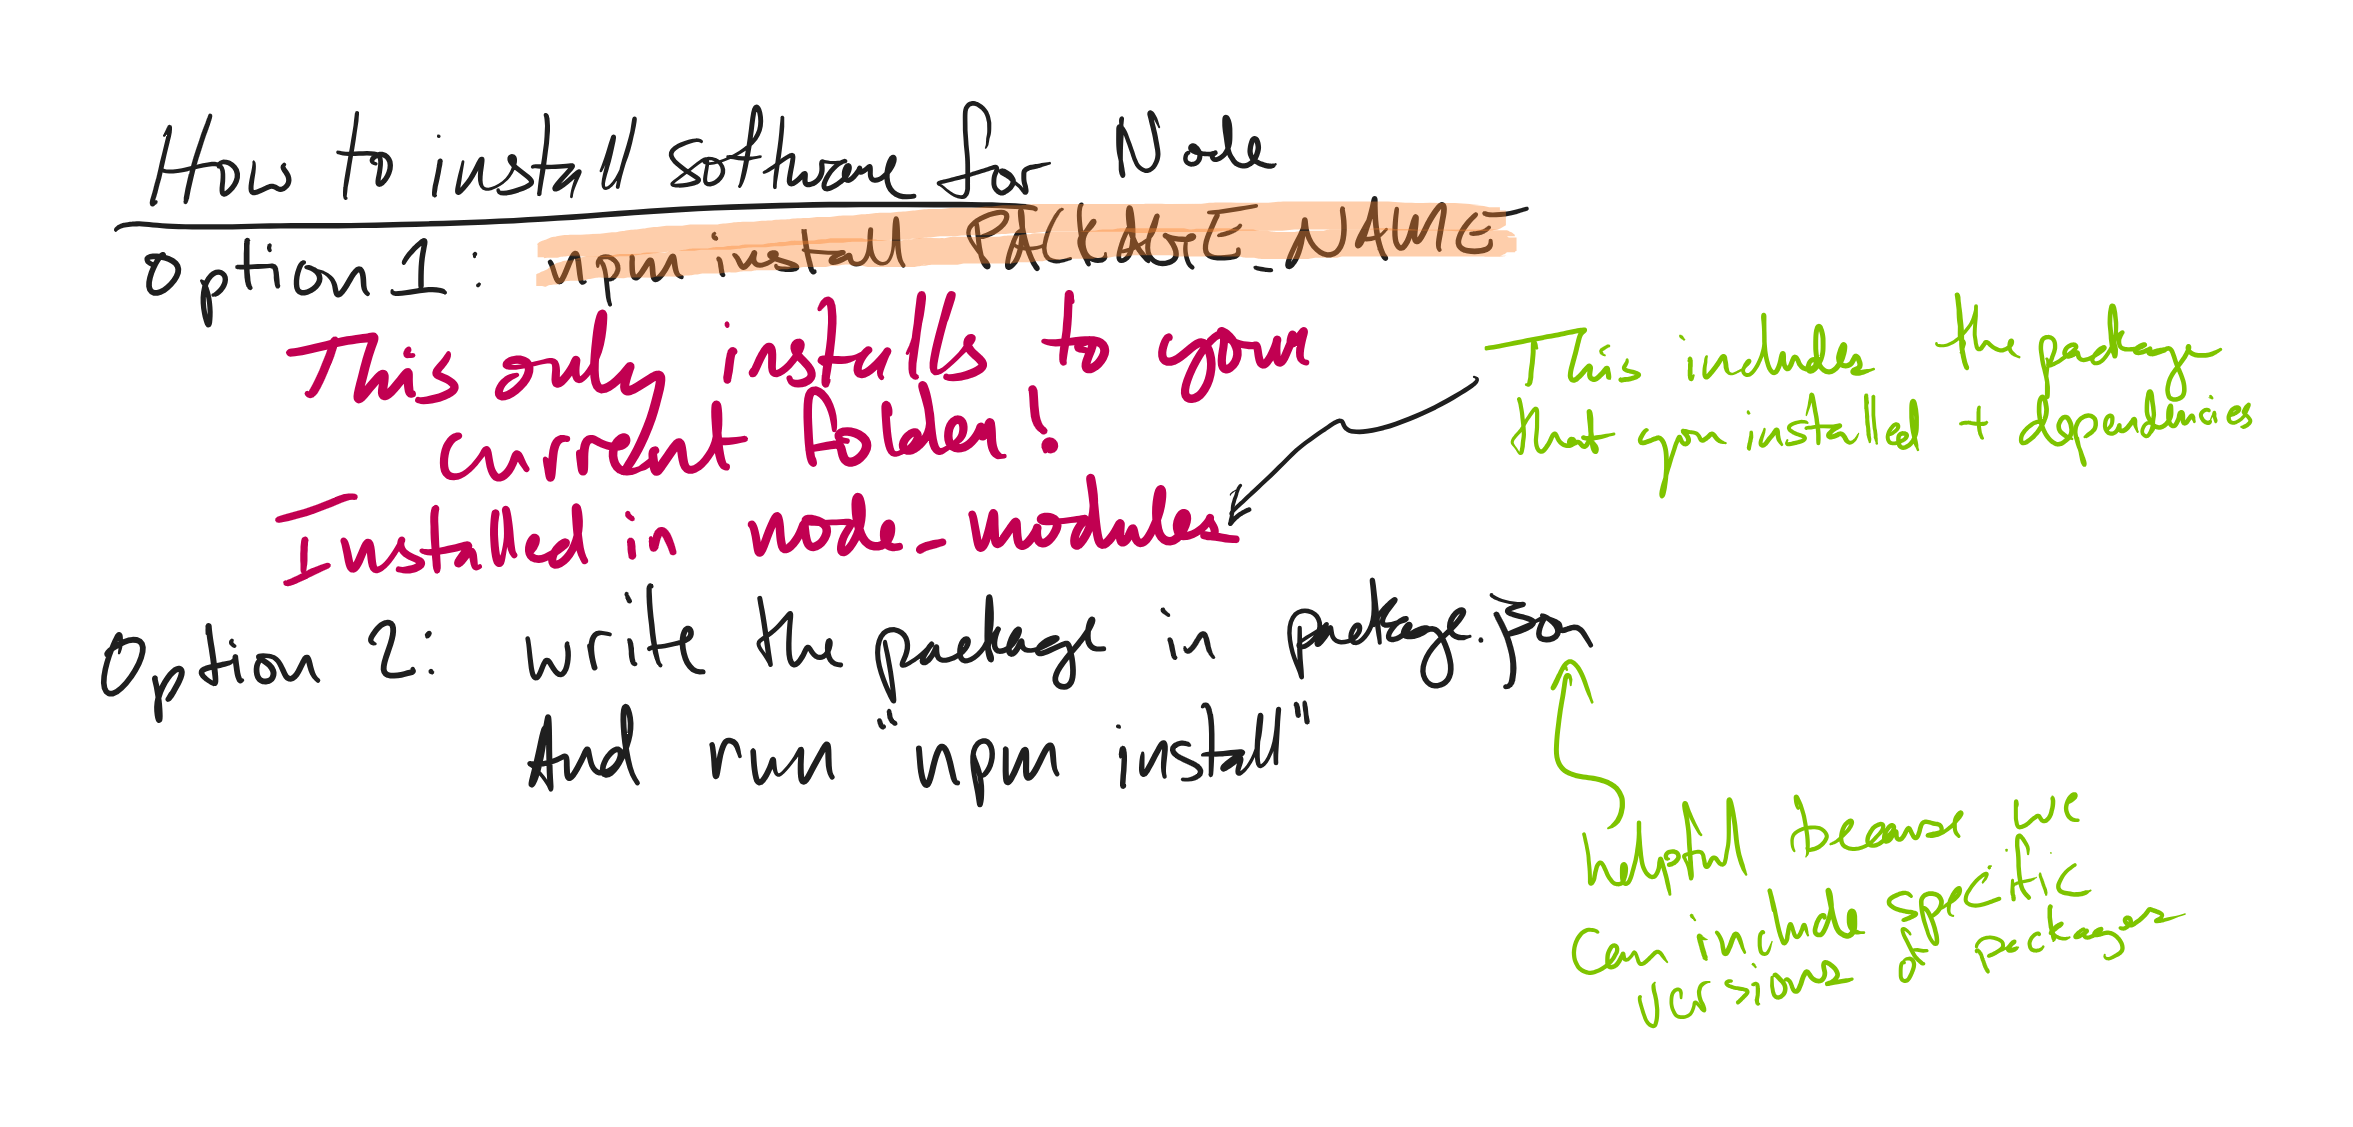 How to install software for Node
Option 1: npm install PACKAGE_NAME
This only installs to your
current folder!
Installed in node_modules
This includes the package
that you installed + dependencies
Option 2: write the package in package.json
And run "npm install"
helpful because we
can include specific
versions of packages